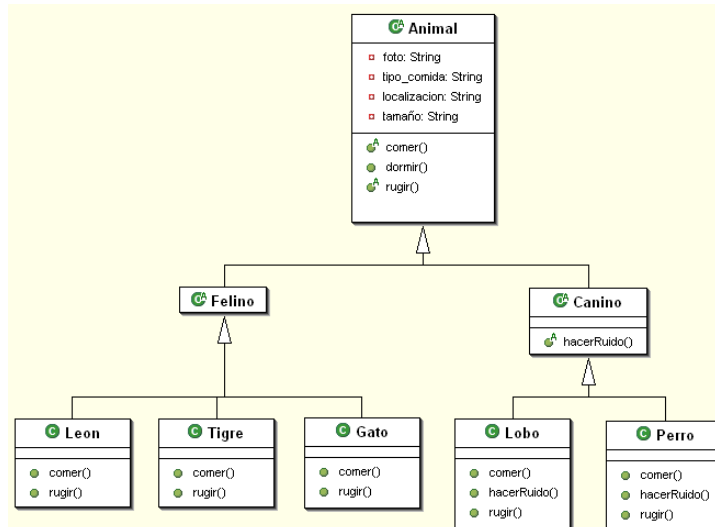 Animal
foto: String
tipo_comida: String
localizacion: String
tamaño: String
comer()
dormir()
rugir()
Felino
Canino
hacerRuido()
Leon
comer()
rugir()
Tigre
comer()
rugir()
Gato
comer()
rugir()
Lobo
comer()
hacerRuido()
rugir()
Perro
comer()
hacerRuido()
rugir()